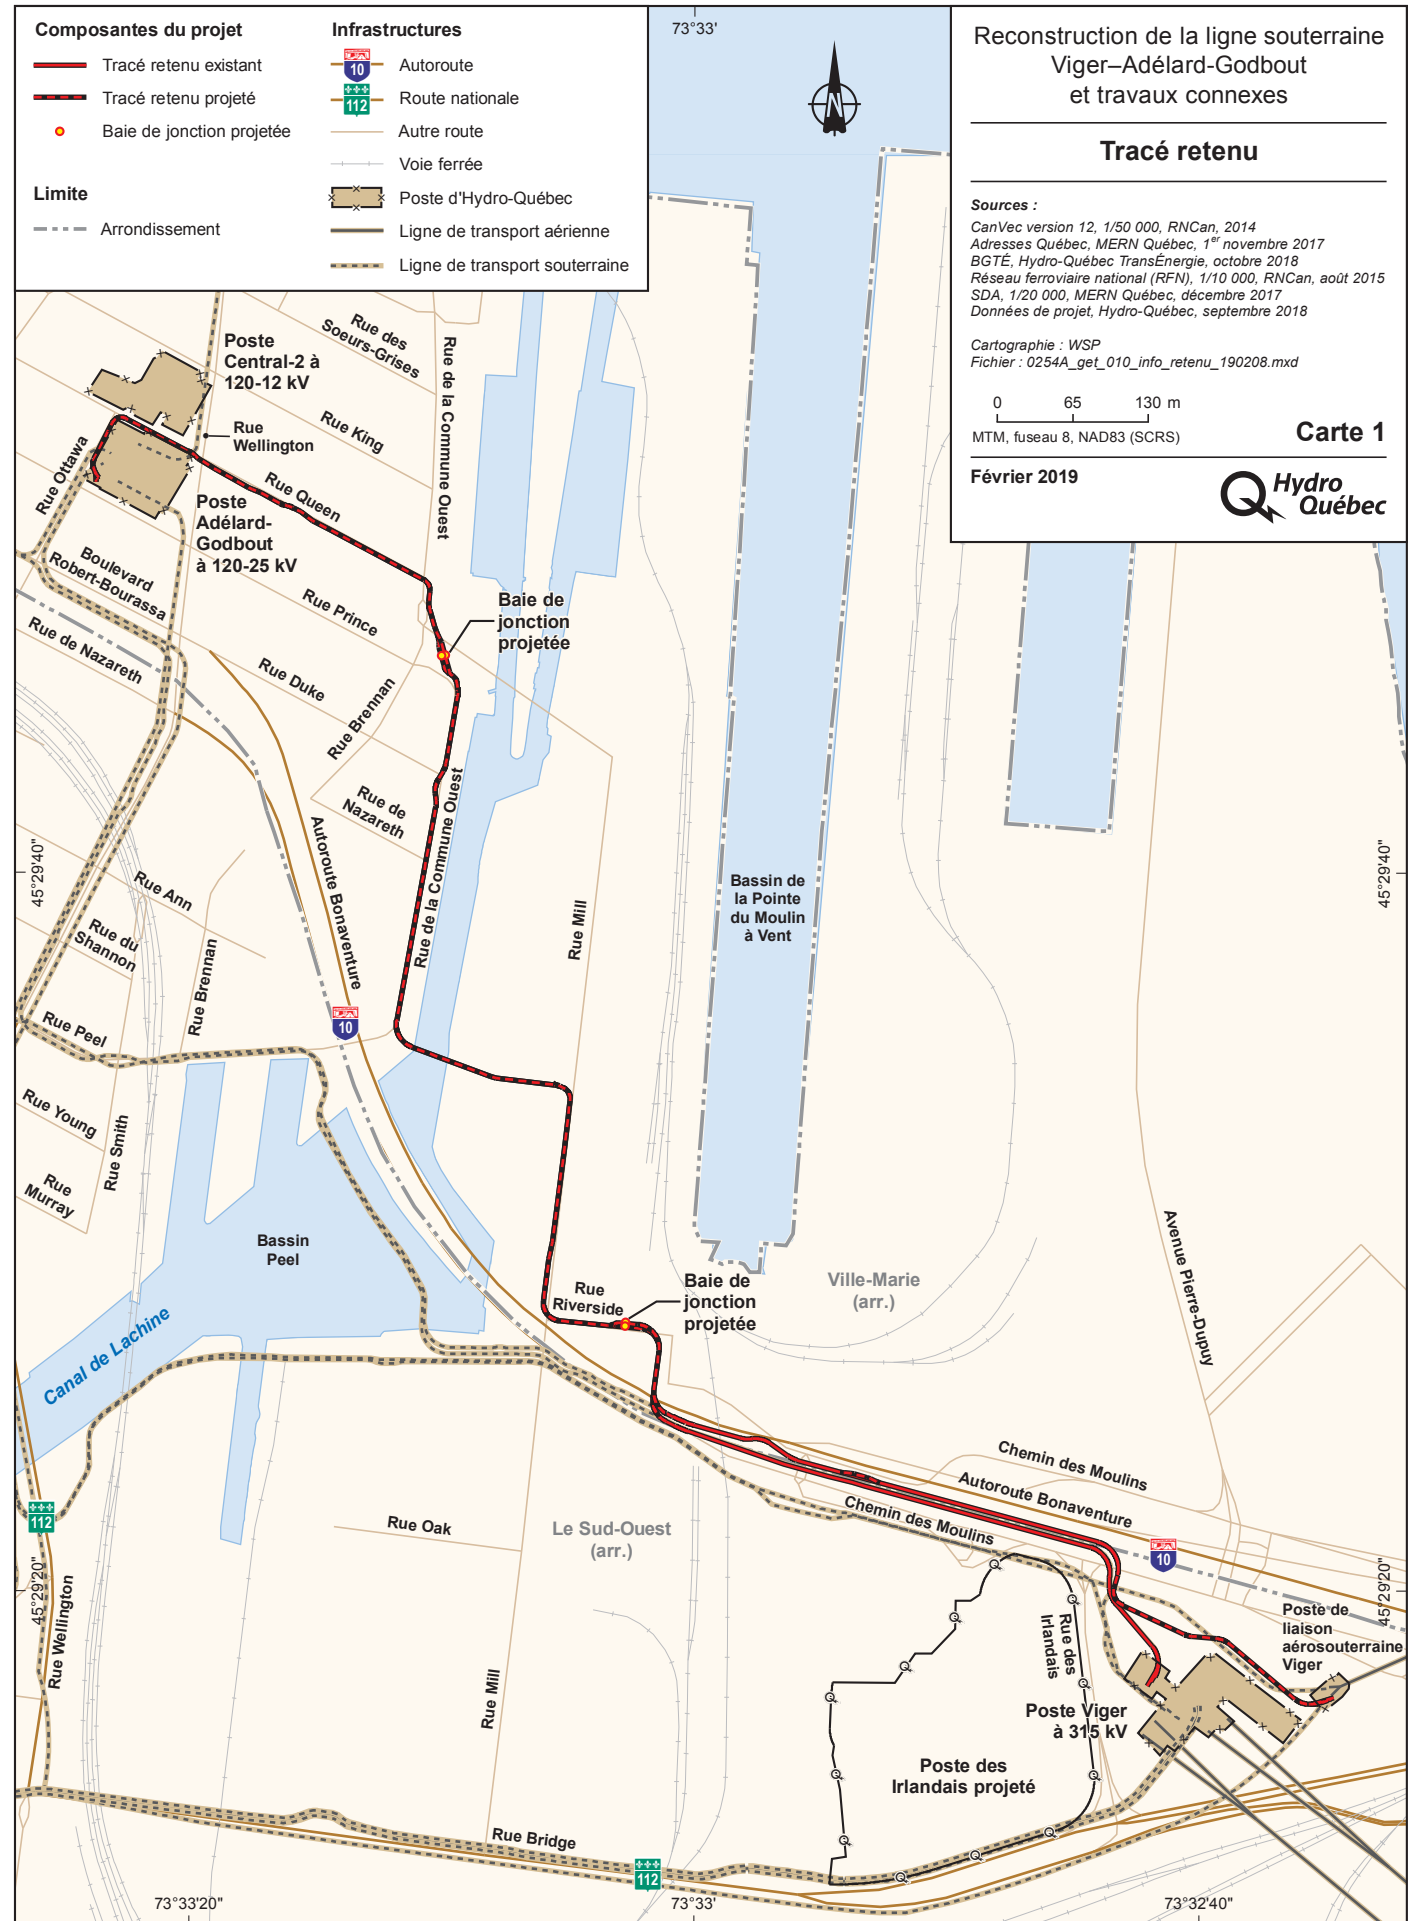 Composantes du projet
Tracé retenu existant
Tracé retenu projeté
Baie de jonction projetée
Limite
Arrondissement
Infrastructures
10
Autoroute
112
Route nationale
Autre route
Voie ferrée
Poste d'Hydro-Québec
Ligne de transport aérienne
Ligne de transport souterraine
73°33'
N
Reconstruction de la ligne souterraine
Viger–Adélard-Godbout
et travaux connexes
Tracé retenu
Sources :
CanVec version 12, 1/50 000, RNCan, 2014
Adresses Québec, MERN Québec, 1er novembre 2017
BGTÉ, Hydro-Québec TransÉnergie, octobre 2018
Réseau ferroviaire national (RFN), 1/10 000, RNCan, août 2015
SDA, 1/20 000, MERN Québec, décembre 2017
Données de projet, Hydro-Québec, septembre 2018
Cartographie : WSP
Fichier : 0254A_get_010_info_retenu_190208.mxd
0 65 130 m
MTM, fuseau 8, NAD83 (SCRS)
Carte 1
Février 2019
Hydro
Québec
Poste
Central-2 à
120-12 kV
Rue des
Soeurs-Grises
Rue de la Commune Ouest
Rue King
Rue
Wellington
Rue Ottawa
Rue Queen
Poste
Adélard-
Godbout
à 120-25 kV
Boulevard
Robert-Bourassa
Rue Prince
Baie de
jonction
projetée
Rue de Nazareth
Rue Duke
Rue Brennan
Rue de
Nazareth
Rue de la Commune Ouest
Autoroute Bonaventure
45°29'40"
45°29'40"
Rue Ann
Rue du
Shannon
Rue Brennan
Rue Mill
Bassin de
la Pointe
du Moulin
à Vent
Rue Peel
10
Rue Young
Rue Smith
Rue
Murray
Bassin
Peel
Avenue Pierre-Dupuy
Rue
Riverside
Baie de
jonction
projetée
Ville-Marie
(arr.)
Canal de Lachine
Chemin des Moulins
Autoroute Bonaventure
Chemin des Moulins
112
Rue Oak
Le Sud-Ouest
(arr.)
10
45°29'20"
45°29'20"
Rue Wellington
Rue des
Irlandais
Poste de
liaison
aérosouterraine
Viger
Rue Mill
Poste Viger
à 315 kV
Poste des
Irlandais projeté
Rue Bridge
112
73°33'20"
73°33'
73°32'40"